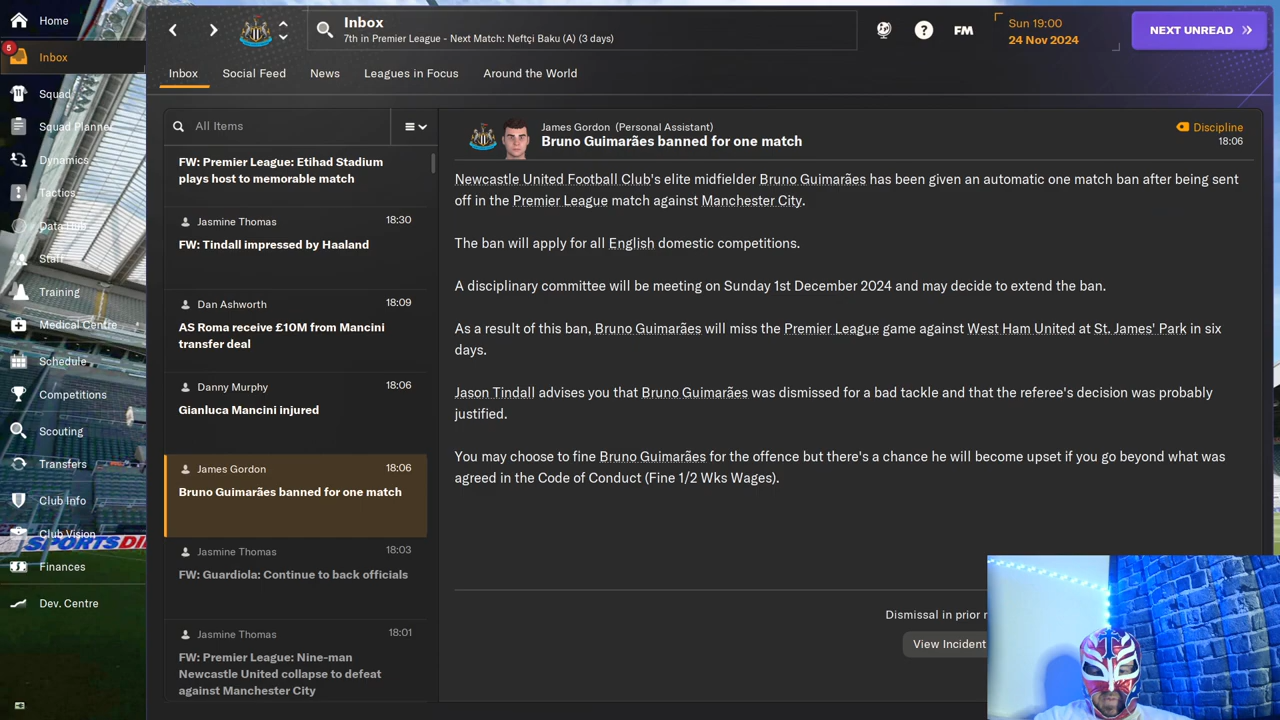 Home
5
Inbox
Squad
Squad Planner
Dynamics
Tactics
Data Hub
Staff
Training
Medical Centre
Schedule
Competitions
Scouting
Transfers
Club Info
Club Vision
SPORTSDI
Finances
Dev. Centre
Inbox
7th in Premier League - Next Match: Neftçi Baku (A) (3 days)
?
FM
Sun 19:00
24 Nov 2024
NEXT UNREAD
Inbox
Social Feed
News
Leagues in Focus
Around the World
All Items
FW: Premier League: Etihad Stadium
plays host to memorable match
Jasmine Thomas
18:30
FW: Tindall impressed by Haaland
Dan Ashworth
18:09
AS Roma receive £10M from Mancini
transfer deal
Danny Murphy
18:06
Gianluca Mancini injured
James Gordon
18:06
Bruno Guimarães banned for one match
Jasmine Thomas
18:03
FW: Guardiola: Continue to back officials
Jasmine Thomas
18:01
FW: Premier League: Nine-man
Newcastle United collapse to defeat
against Manchester City
James Gordon (Personal Assistant)
Bruno Guimarães banned for one match
Discipline
18:06
Newcastle United Football Club's elite midfielder Bruno Guimarães has been given an automatic one match ban after being sent
off in the Premier League match against Manchester City.
The ban will apply for all English domestic competitions.
A disciplinary committee will be meeting on Sunday 1st December 2024 and may decide to extend the ban.
As a result of this ban, Bruno Guimarães will miss the Premier League game against West Ham United at St. James' Park in six
days.
Jason Tindall advises you that Bruno Guimarães was dismissed for a bad tackle and that the referee's decision was probably
justified.
You may choose to fine Bruno Guimarães for the offence but there's a chance he will become upset if you go beyond what was
agreed in the Code of Conduct (Fine 1/2 Wks Wages).
Dismissal in prior
View Incident